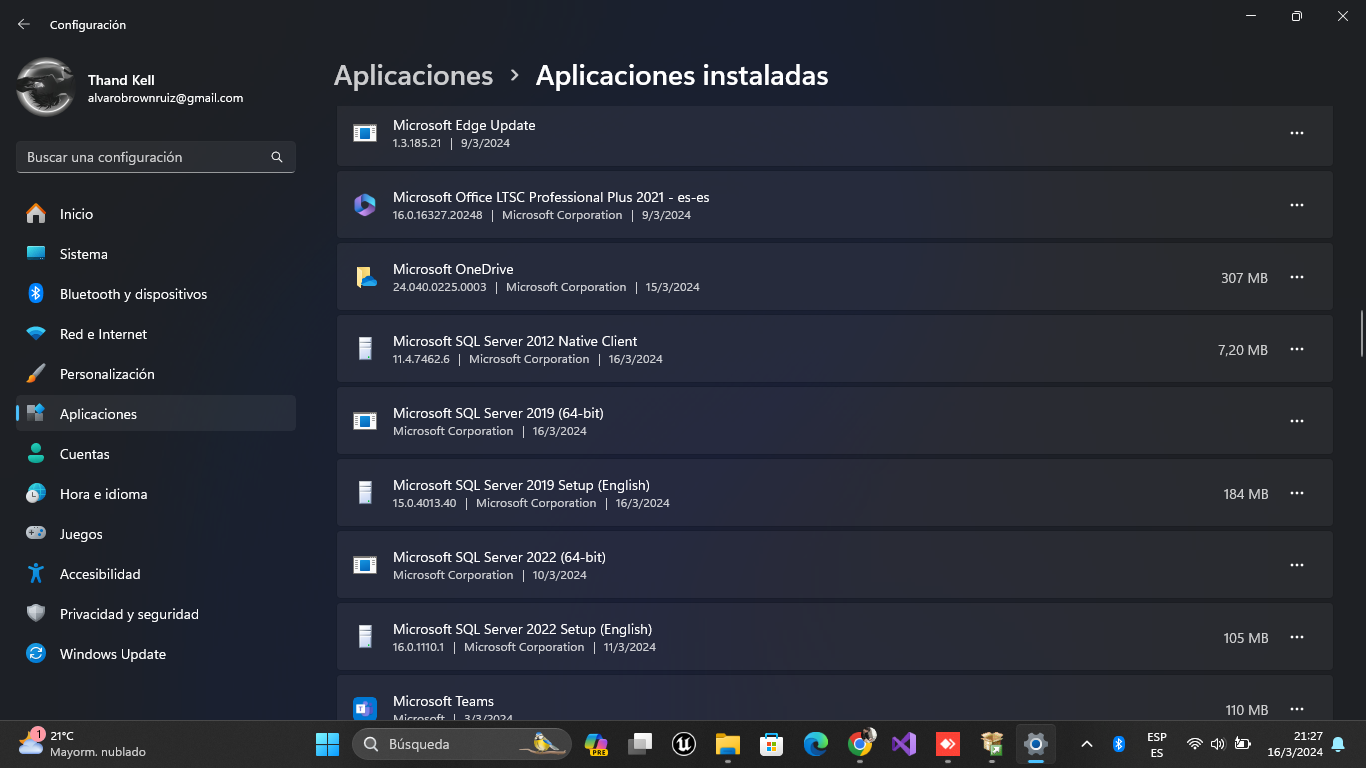 Configuración
Thand Kell
alvarobrownruiz@gmail.com
Buscar una configuración
Inicio
Sistema
Bluetooth y dispositivos
Red e Internet
Personalización
Aplicaciones
Cuentas
Hora e idioma
Juegos
Accesibilidad
Privacidad y seguridad
Windows Update
Aplicaciones > Aplicaciones instaladas
Microsoft Edge Update
1.3.185.21 | 9/3/2024
Microsoft Office LTSC Professional Plus 2021 - es-es
16.0.16327.20248 | Microsoft Corporation | 9/3/2024
Microsoft OneDrive
24.040.0225.0003 | Microsoft Corporation | 15/3/2024
307 MB
Microsoft SQL Server 2012 Native Client
11.4.7462.6 | Microsoft Corporation | 16/3/2024
7,20 MB
Microsoft SQL Server 2019 (64-bit)
Microsoft Corporation | 16/3/2024
Microsoft SQL Server 2019 Setup (English)
15.0.4013.40 | Microsoft Corporation | 16/3/2024
184 MB
Microsoft SQL Server 2022 (64-bit)
Microsoft Corporation | 10/3/2024
Microsoft SQL Server 2022 Setup (English)
16.0.1110.1 | Microsoft Corporation | 11/3/2024
105 MB
Microsoft Teams
Microsoft | 3/3/2024
110 MB
1
21°C
Mayorm. nublado
Búsqueda
PRE
ESP
ES
21:27
16/3/2024